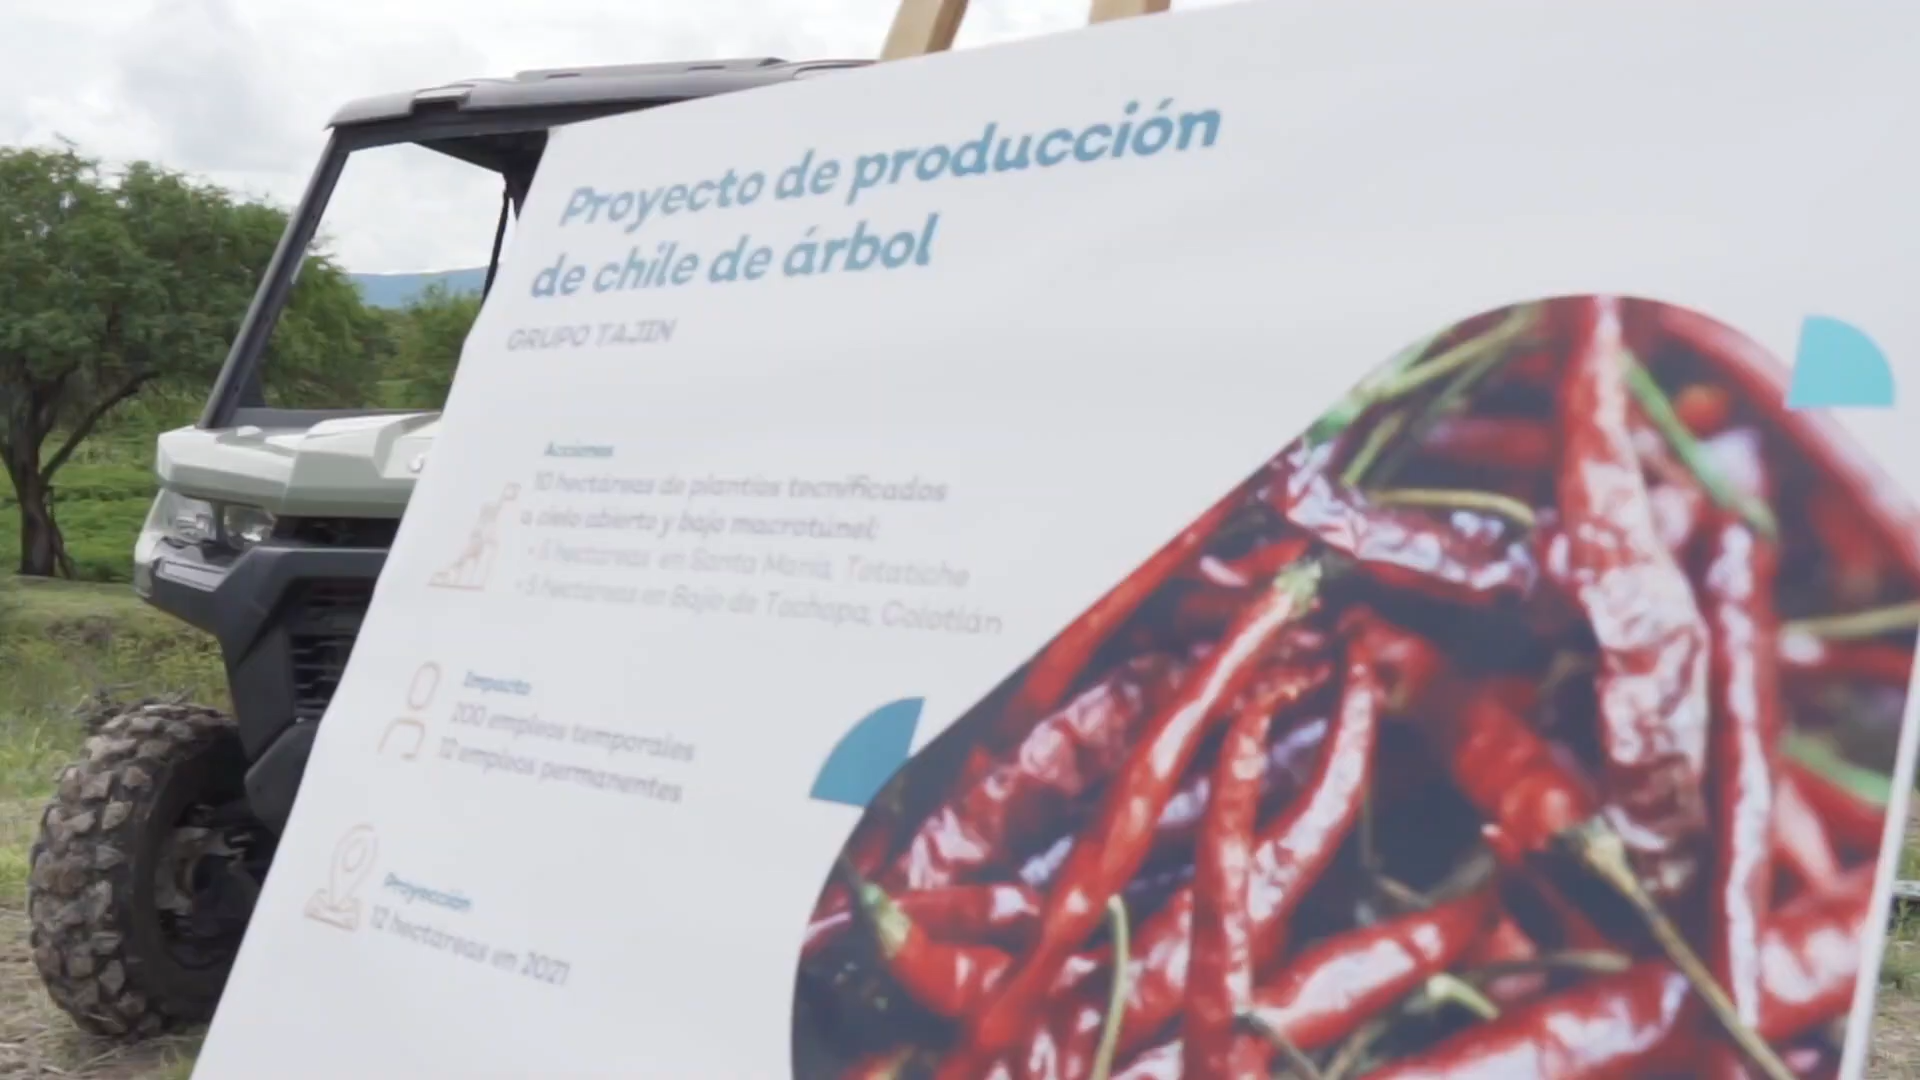 Proyecto de producción
de chile de árbol
GRUPO TAJIN
Acciones
10 hectáreas de plantíos tecnificados
a cielo abierto y bajo macrotúnel:
• 5 hectáreas en Santa María, Totatiche
• 5 hectáreas en Bajío de Tochopa, Colotlán
Impacto
200 empleos temporales
12 empleos permanentes
Proyección
12 hectáreas en 2021